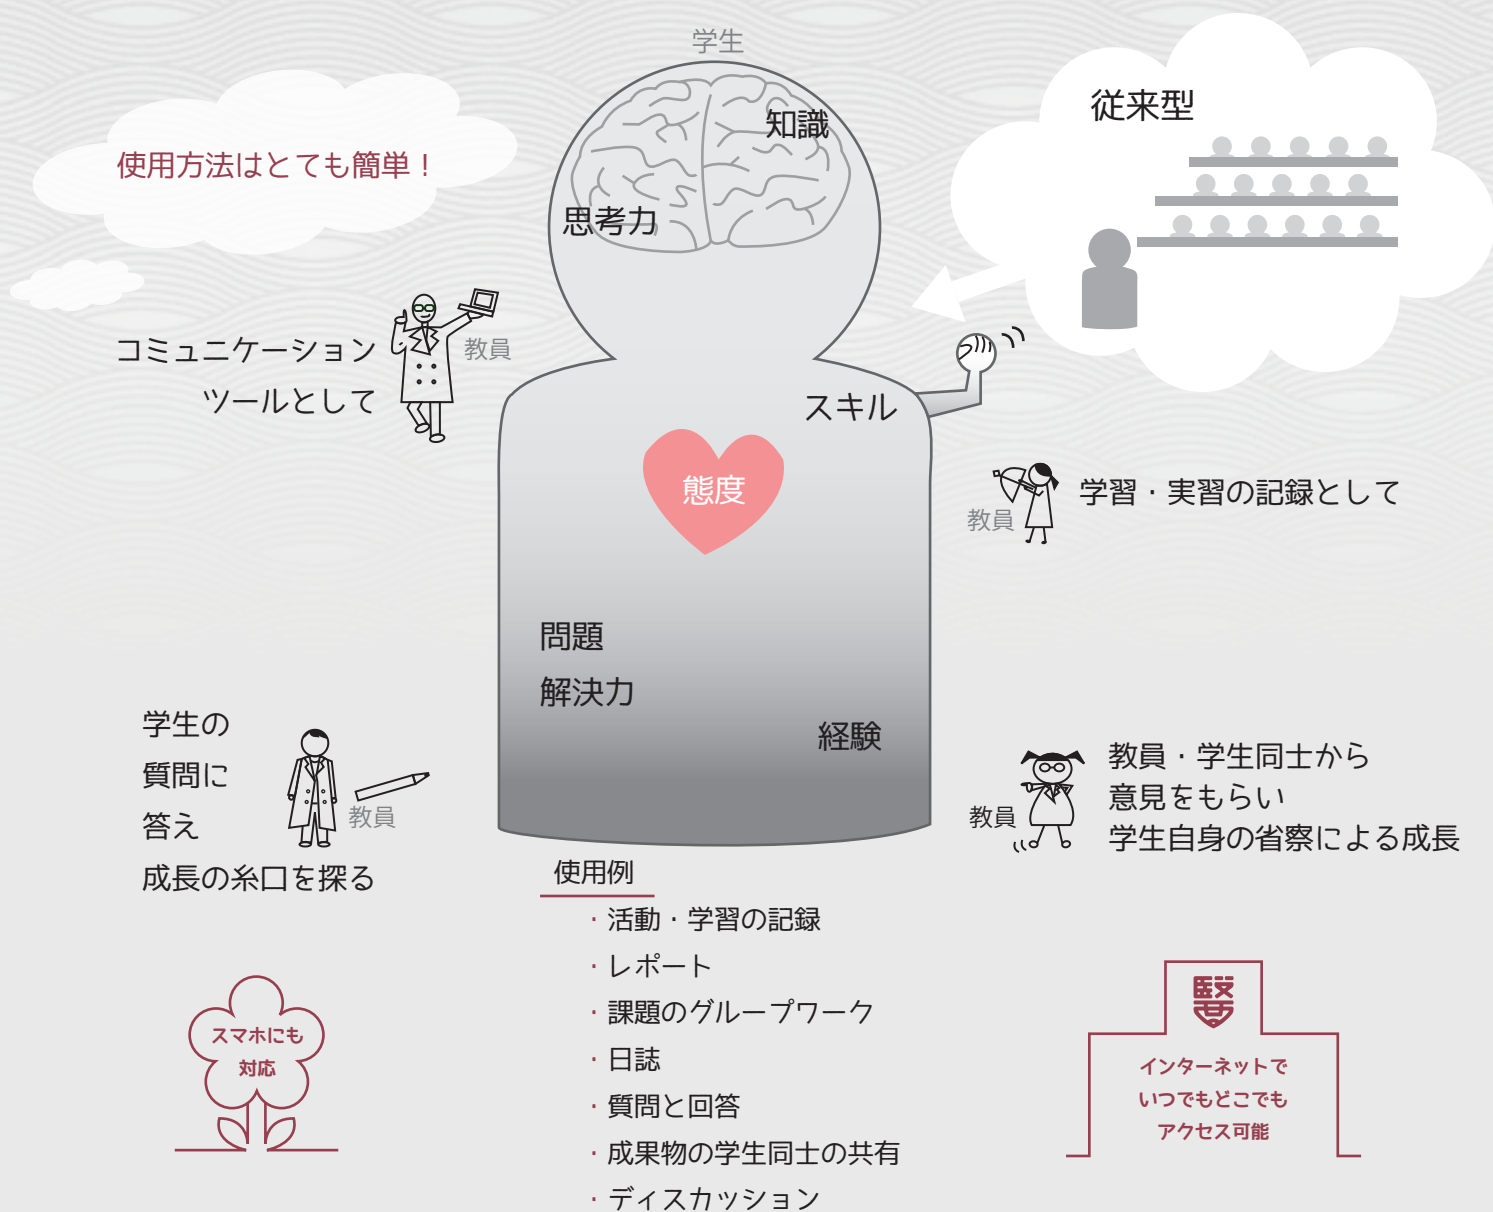 学生
従来型
知識
使用方法はとても簡単！
思考力
コミュニケーション
ツールとして
教員
スキル
態度
学習・実習の記録として
教員
問題
解決力
経験
学生の
質問に
答え
成長の糸口を探る
教員
教員・学生同士から
意見をもらい
学生自身の省察による成長
教員
使用例
・活動・学習の記録
・レポート
・課題のグループワーク
・日誌
・質問と回答
・成果物の学生同士の共有
・ディスカッション
スマホにも
対応
醫
インターネットで
いつでもどこでも
アクセス可能